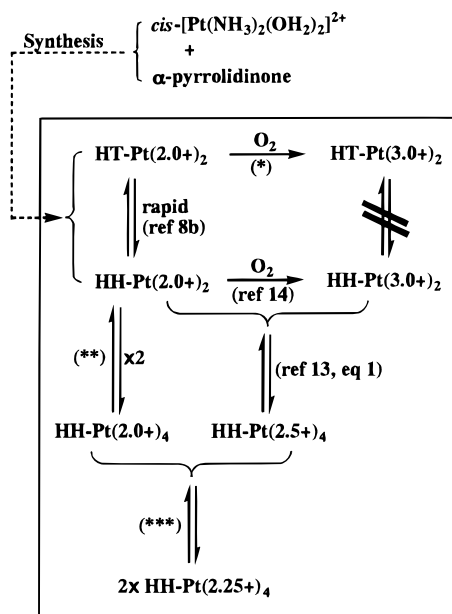 Synthesis
cis-[Pt(NH3)2(OH2)2]2+
+
α-pyrrolidinone
HT-Pt(2.0+)2
O2
(*)
HT-Pt(3.0+)2
rapid
(ref 8b)
HH-Pt(2.0+)2
O2
(ref 14)
HH-Pt(3.0+)2
(**)
x2
(ref 13, eq 1)
HH-Pt(2.0+)4
HH-Pt(2.5+)4
(***)
2x HH-Pt(2.25+)4